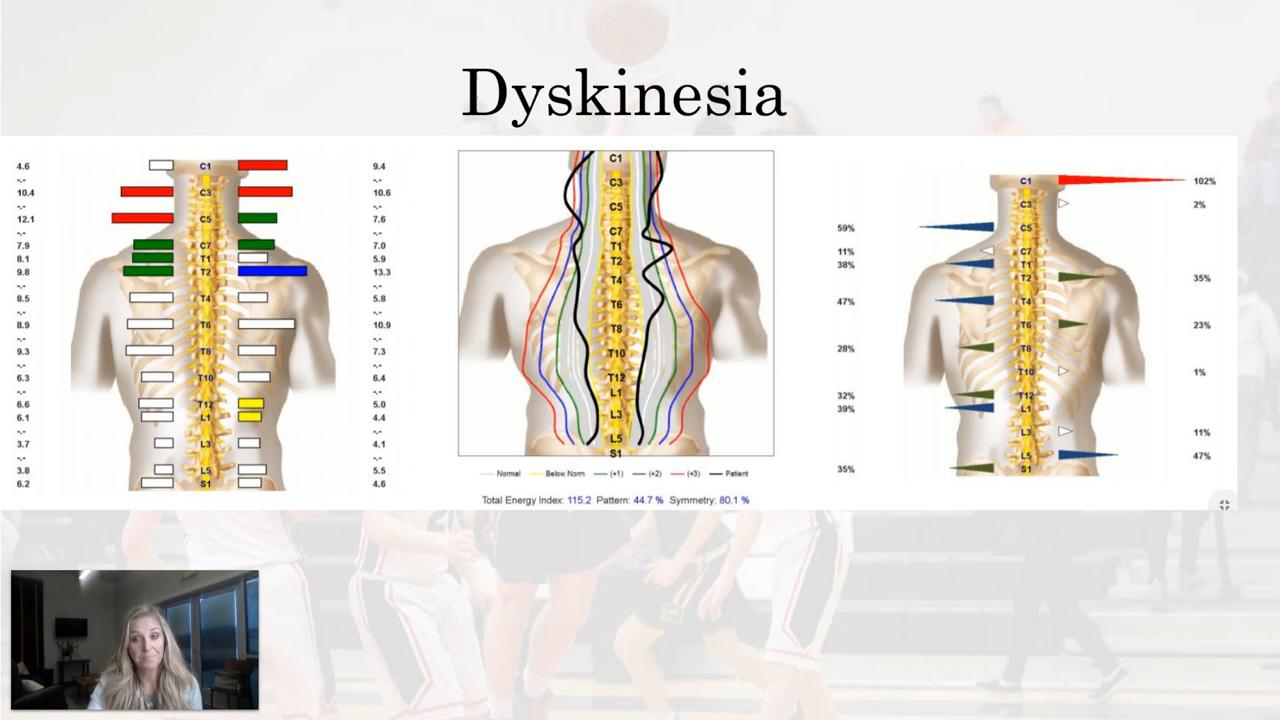 Dyskinesia
4.6 C1 9.4
-.- -.-
10.4 C3 10.6
-.- -.-
12.1 C5 7.6
-.- -.-
7.9 C7 7.0
8.1 T1 5.9
9.8 T2 13.3
-.- -.-
8.5 T4 5.8
-.- -.-
8.9 T6 10.9
-.- -.-
9.3 T8 7.3
-.- -.-
6.3 T10 6.4
-.- -.-
6.6 T12 5.0
6.1 L1 4.4
-.- -.-
3.7 L3 4.1
-.- -.-
3.8 L5 5.5
6.2 S1 4.6
C1
C3
C5
C7
T1
T2
T4
T6
T8
T10
T12
L1
L3
L5
S1
Normal Below Norm (+1) (+2) (+3) Patient
Total Energy Index: 115.2 Pattern: 44.7 % Symmetry: 80.1 %
C1 102%
C3 2%
59% C5
11% C7
38% T1
T2 35%
47% T4
T6 23%
28% T8
T10 1%
32% T12
39% L1
L3 11%
L5 47%
35% S1